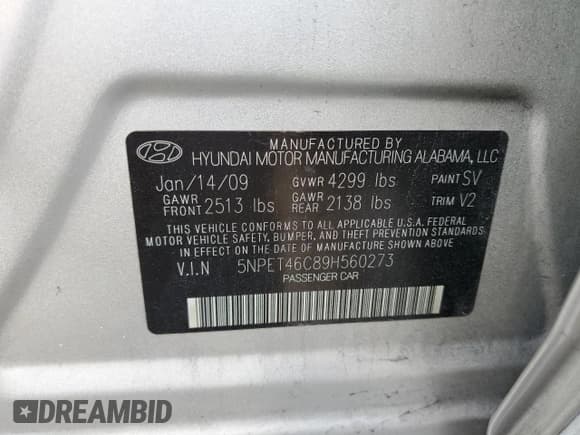 MANUFACTURED BY
HYUNDAI MOTOR MANUFACTURING ALABAMA, LLC
Jan/14/09 GVWR 4299 lbs PAINT SV
GAWR FRONT 2513 lbs GAWR REAR 2138 lbs TRIM V2
THIS VEHICLE CONFORMS TO ALL APPLICABLE U.S.A. FEDERAL
MOTOR VEHICLE SAFETY, BUMPER, AND THEFT PREVENTION STANDARDS
IN EFFECT ON THE DATE OF MANUFACTURE SHOWN ABOVE.
V.I.N 5NPET46C89H560273
PASSENGER CAR
DREAMBID